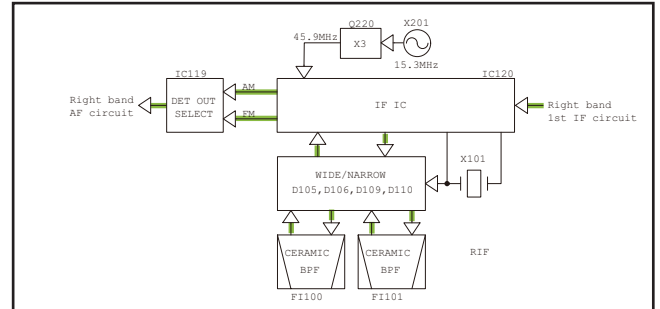 Q220
X201
45.9MHz
X3
15.3MHz
IC119
IC120
AM
Right band
AF circuit
DET OUT
SELECT
FM
IF IC
Right band
1st IF circuit
X101
WIDE/NARROW
D105,D106,D109,D110
CERAMIC
BPF
CERAMIC
BPF
RIF
FI100
FI101